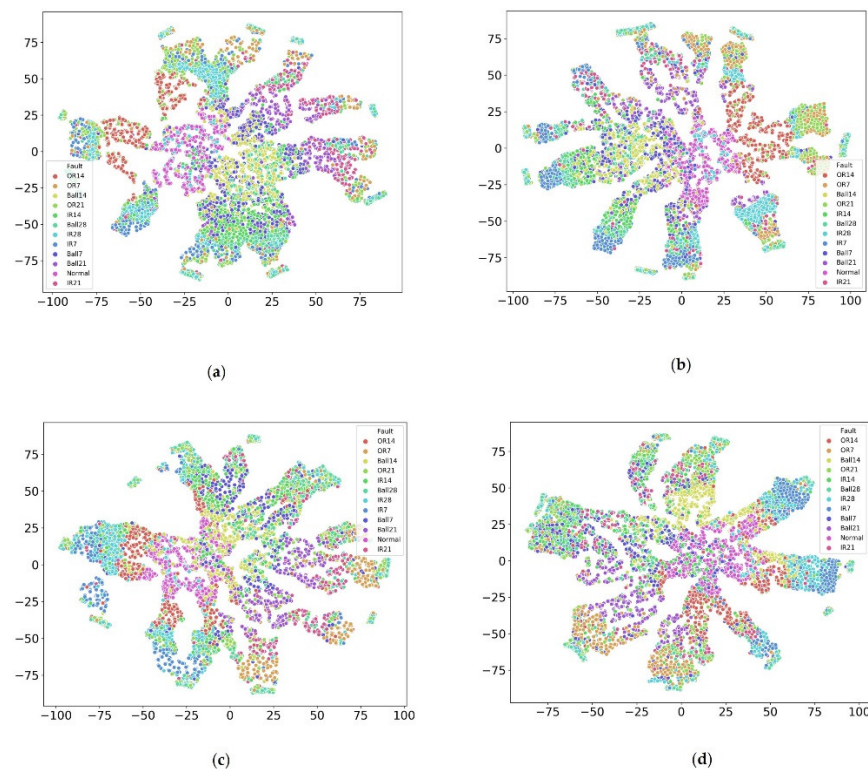 75
50
25
0
−25
−50
−75
−100 −75 −50 −25 0 25 50 75
Fault
OR14
OR7
Ball14
OR21
IR14
Ball28
IR28
IR7
Ball7
Ball21
Normal
IR21
(a)
75
50
25
0
−25
−50
−75
−100 −75 −50 −25 0 25 50 75 100
Fault
OR14
OR7
Ball14
OR21
IR14
Ball28
IR28
IR7
Ball7
Ball21
Normal
IR21
(b)
75
50
25
0
−25
−50
−75
−100 −75 −50 −25 0 25 50 75 100
Fault
OR14
OR7
Ball14
OR21
IR14
Ball28
IR28
IR7
Ball7
Ball21
Normal
IR21
(c)
75
50
25
0
−25
−50
−75
−75 −50 −25 0 25 50 75 100
Fault
OR14
OR7
Ball14
OR21
IR14
Ball28
IR28
IR7
Ball7
Ball21
Normal
IR21
(d)